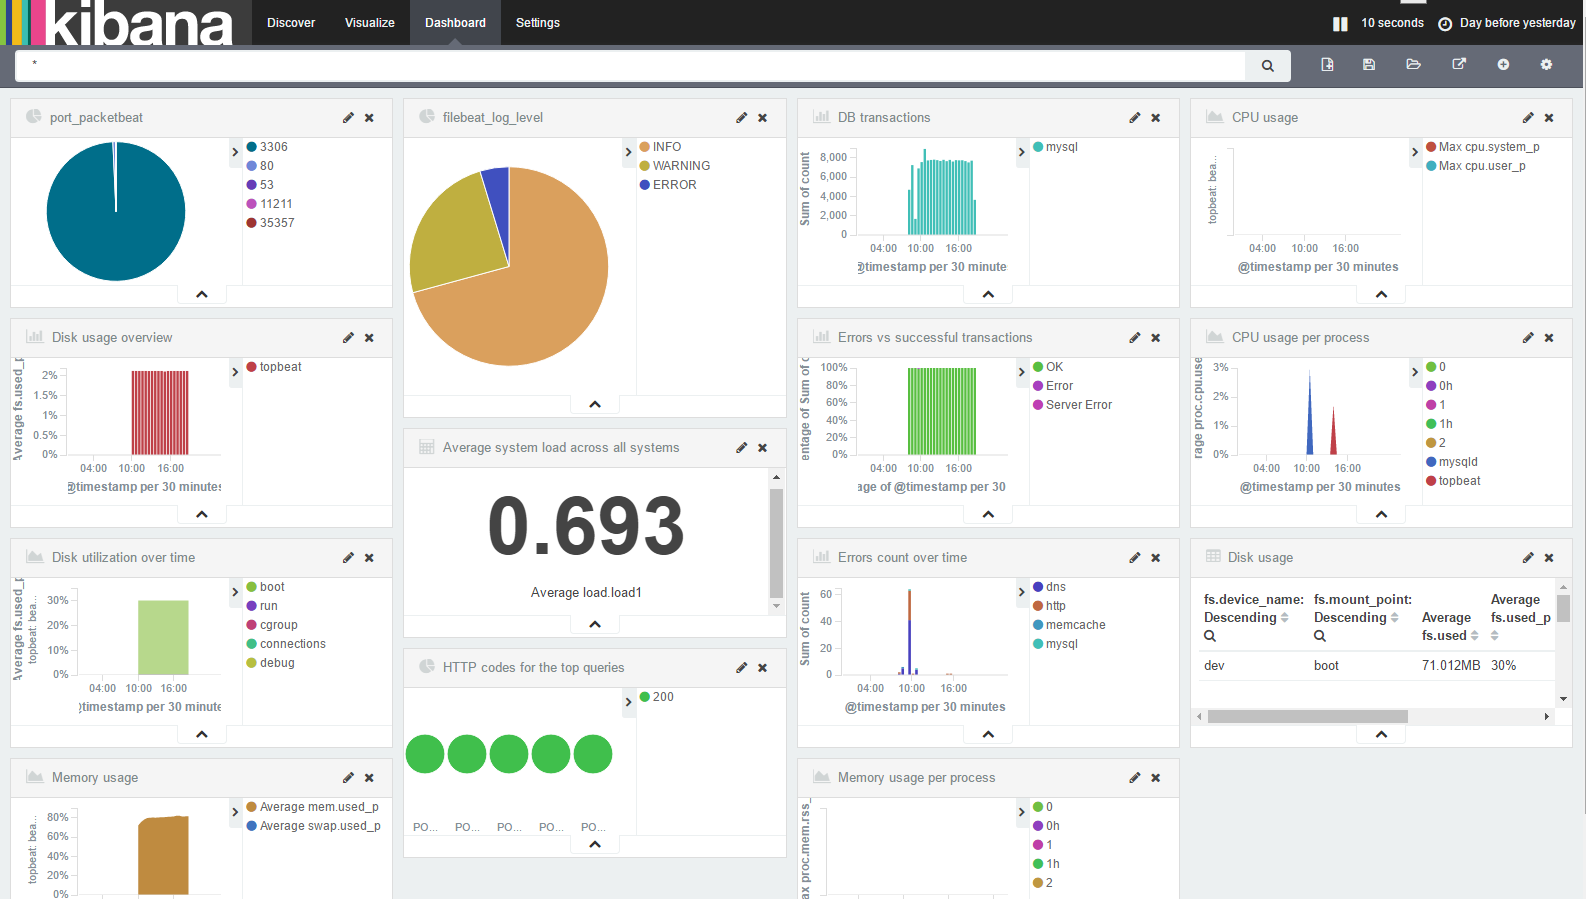 kibana
Discover
Visualize
Dashboard
Settings
10 seconds
Day before yesterday
*
port_packetbeat
3306
80
53
11211
35357
filebeat_log_level
INFO
WARNING
ERROR
DB transactions
Sum of count
8,000
6,000
4,000
2,000
0
04:00 10:00 16:00
@timestamp per 30 minute
mysql
CPU usage
topbeat: bea...
04:00 10:00 16:00
@timestamp per 30 minutes
Max cpu.system_p
Max cpu.user_p
Disk usage overview
Average fs.used_p
2%
1.5%
1%
0.5%
0%
04:00 10:00 16:00
@timestamp per 30 minutes
topbeat
Errors vs successful transactions
entage of Sum of c
100%
80%
60%
40%
20%
0%
04:00 10:00 16:00
age of @timestamp per 30
OK
Error
Server Error
CPU usage per process
rage proc.cpu.use
3%
2%
1%
0%
04:00 10:00 16:00
@timestamp per 30 minutes
0
0h
1
1h
2
mysqld
topbeat
Average system load across all systems
0.693
Average load.load1
Disk utilization over time
Average fs.used_p
topbeat: bea...
30%
20%
10%
0%
04:00 10:00 16:00
timestamp per 30 minute
boot
run
cgroup
connections
debug
Errors count over time
Sum of count
60
40
20
0
04:00 10:00 16:00
@timestamp per 30 minutes
dns
http
memcache
mysql
Disk usage
fs.device_name: Descending
fs.mount_point: Descending
Average fs.used
Average fs.used_p
dev boot 71.012MB 30%
HTTP codes for the top queries
200
PO... PO... PO... PO... PO...
Memory usage
topbeat: bea...
80%
60%
40%
20%
0%
Average mem.used_p
Average swap.used_p
Memory usage per process
ax proc.mem.rss_
0
0h
1
1h
2